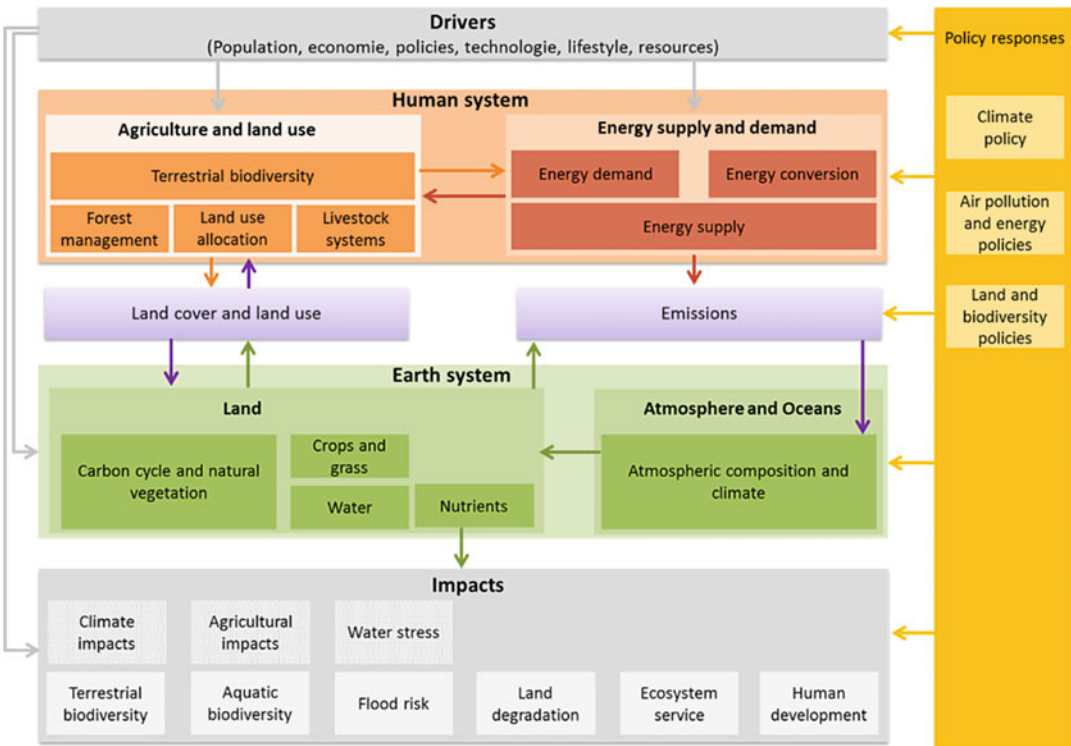 Drivers
(Population, economie, policies, technologie, lifestyle, resources)
Policy responses
Climate
policy
Air pollution
and energy
policies
Land and
biodiversity
policies
Human system
Agriculture and land use
Terrestrial biodiversity
Forest
management
Land use
allocation
Livestock
systems
Energy supply and demand
Energy demand
Energy conversion
Energy supply
Land cover and land use
Emissions
Earth system
Land
Carbon cycle and natural
vegetation
Crops and
grass
Water
Nutrients
Atmosphere and Oceans
Atmospheric composition and
climate
Impacts
Climate
impacts
Agricultural
impacts
Water stress
Terrestrial
biodiversity
Aquatic
biodiversity
Flood risk
Land
degradation
Ecosystem
service
Human
development